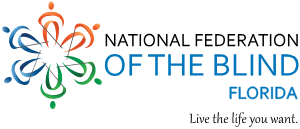 NATIONAL FEDERATION
OF THE BLIND
FLORIDA
Live the life you want.